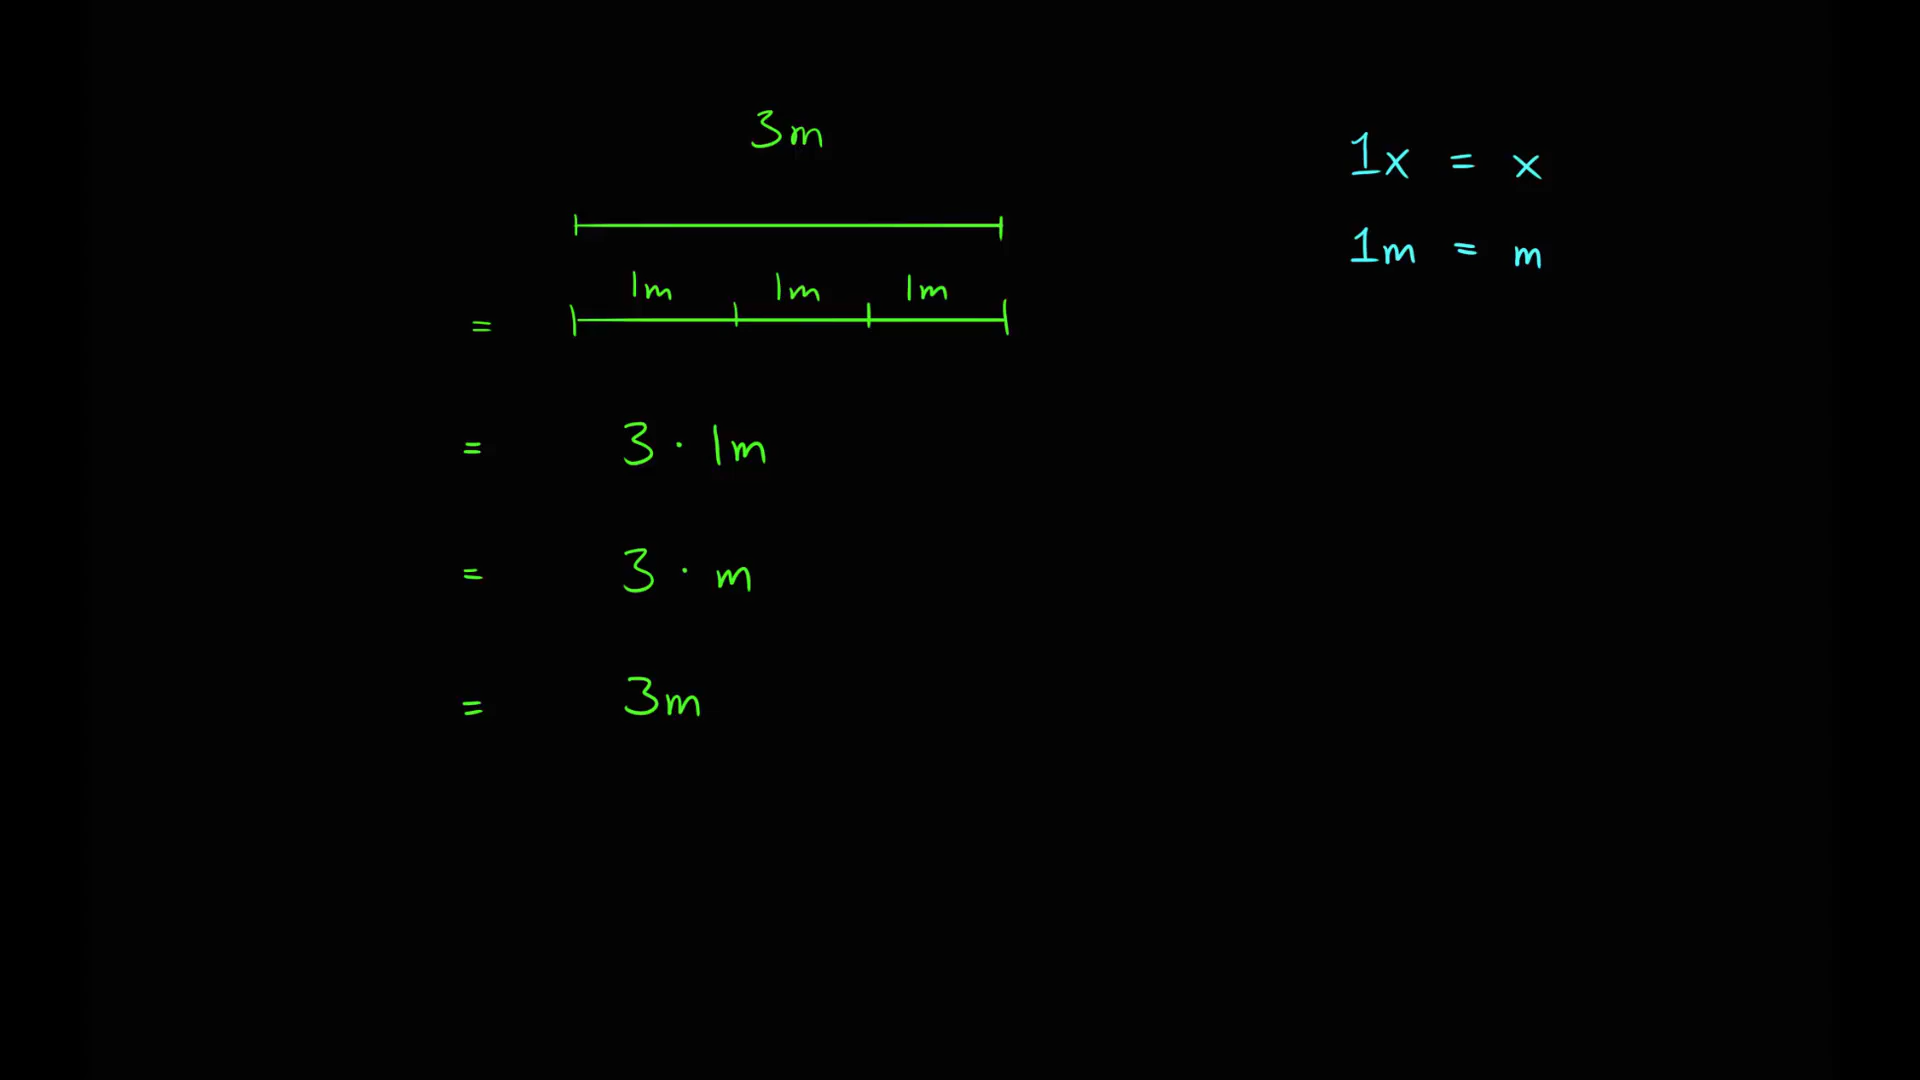 3m
1m 1m 1m
=
= 3 · 1m
= 3 · m
= 3m
1x = x
1m = m